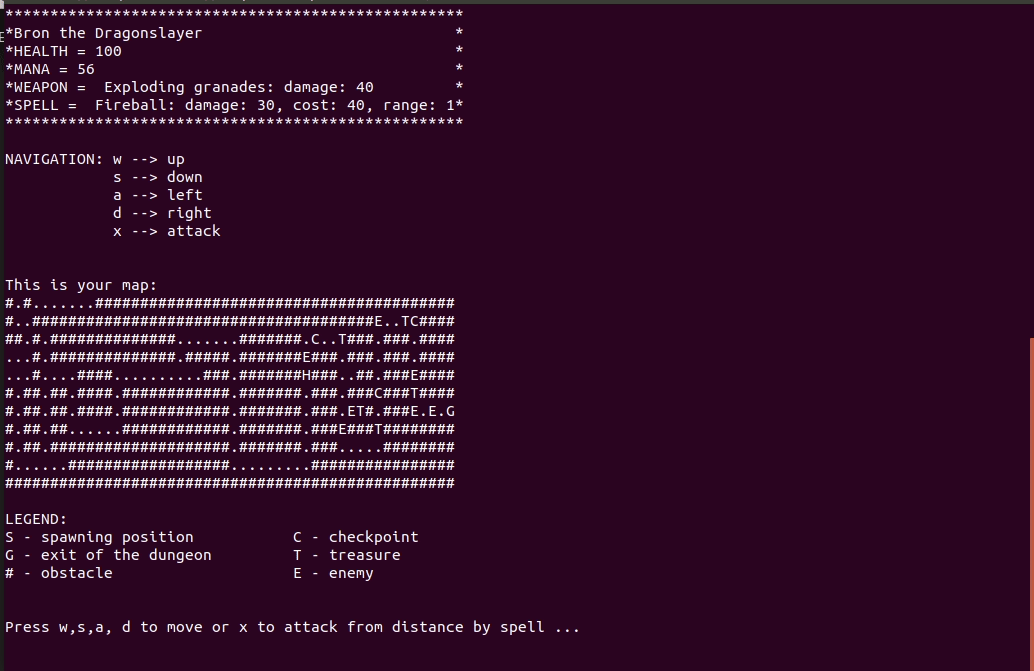 ***************************************************
*Bron the Dragonslayer                            *
*HEALTH = 100                                     *
*MANA = 56                                        *
*WEAPON =  Exploding granades: damage: 40         *
*SPELL =  Fireball: damage: 30, cost: 40, range: 1*
***************************************************
NAVIGATION: w --> up
            s --> down
            a --> left
            d --> right
            x --> attack
This is your map:
#.#.......########################################
#..######################################E..TC####
##.#.##############.......#######.C..T###.###.####
...#.##############.#####.#######E###.###.###.####
...#....####..........###.#######H###..##.###E####
#.##.##.####.############.#######.###.###C###T####
#.##.##.####.############.#######.###.ET#.###E.E.G
#.##.##......############.#######.###E###T########
#.##.####################.#######.###.....########
#......##################.........################
##################################################
LEGEND:
S - spawning position         C - checkpoint
G - exit of the dungeon         T - treasure
# - obstacle                    E - enemy
Press w,s,a, d to move or x to attack from distance by spell ...